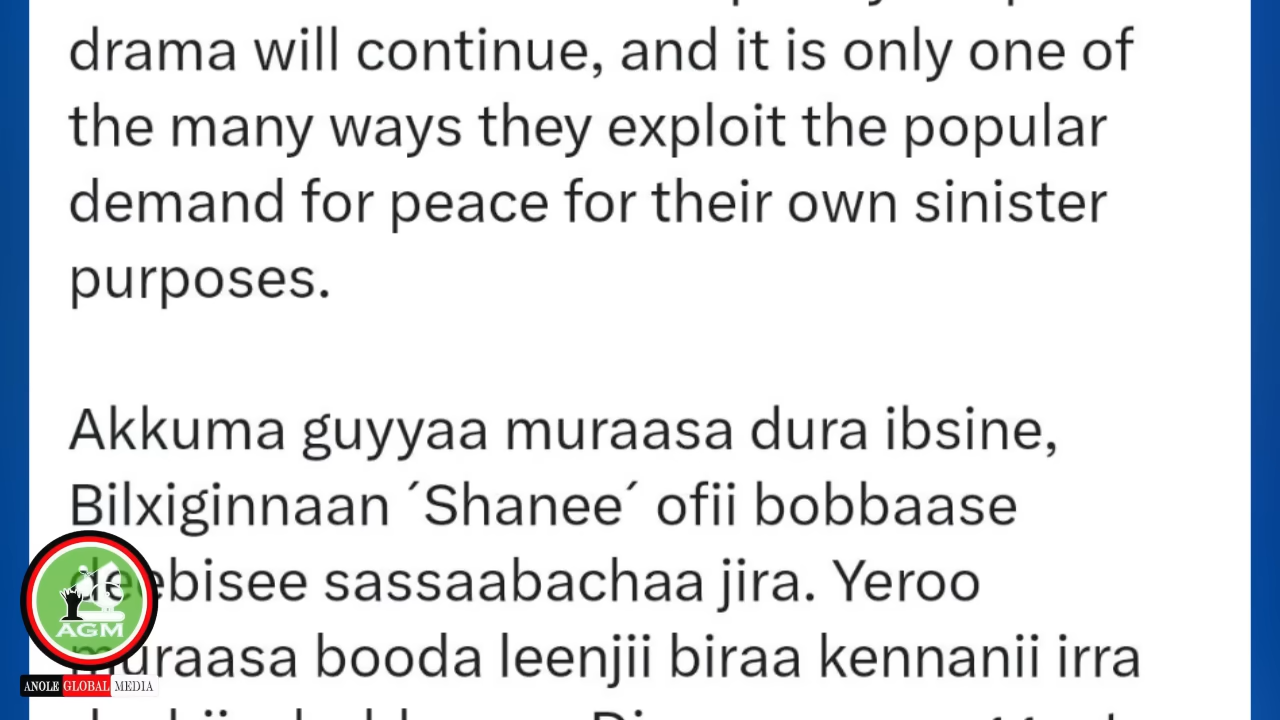 drama will continue, and it is only one of
the many ways they exploit the popular
demand for peace for their own sinister
purposes.
Akkuma guyyaa muraasa dura ibsine,
Bilxiginnaan ´Shanee´ ofii bobbaase
deebisee sassaabachaa jira. Yeroo
muraasa booda leenjii biraa kennanii irra
AGM
ANOLE GLOBAL MEDIA